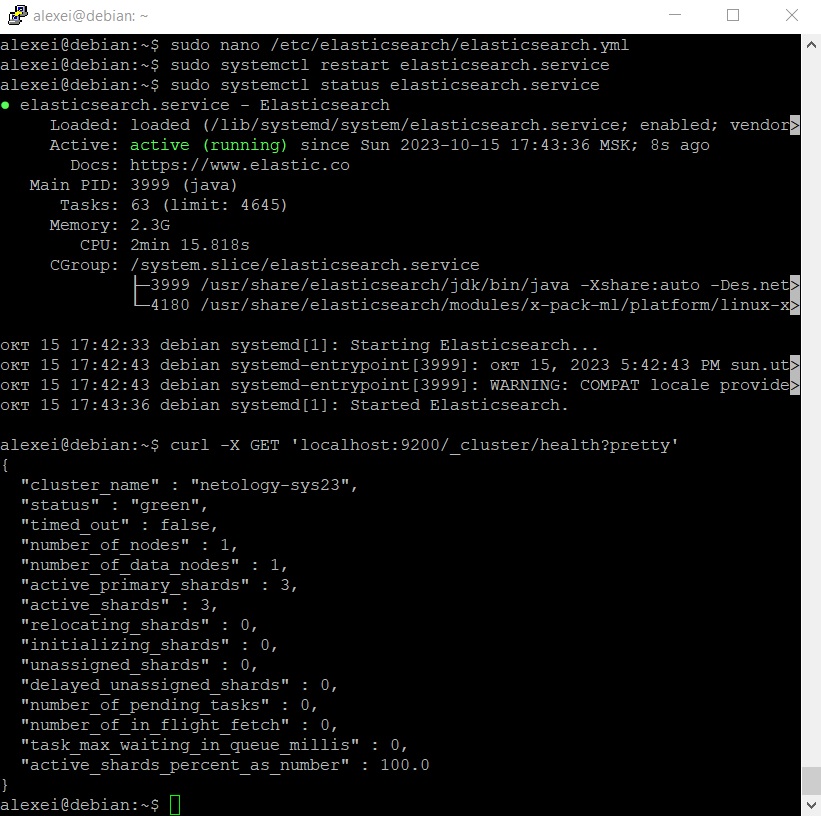 alexei@debian: ~
alexei@debian:~$ sudo nano /etc/elasticsearch/elasticsearch.yml
alexei@debian:~$ sudo systemctl restart elasticsearch.service
alexei@debian:~$ sudo systemctl status elasticsearch.service
● elasticsearch.service - Elasticsearch
     Loaded: loaded (/lib/systemd/system/elasticsearch.service; enabled; vendor>
     Active: active (running) since Sun 2023-10-15 17:43:36 MSK; 8s ago
       Docs: https://www.elastic.co
   Main PID: 3999 (java)
      Tasks: 63 (limit: 4645)
     Memory: 2.3G
        CPU: 2min 15.818s
     CGroup: /system.slice/elasticsearch.service
             ├─3999 /usr/share/elasticsearch/jdk/bin/java -Xshare:auto -Des.net>
             └─4180 /usr/share/elasticsearch/modules/x-pack-ml/platform/linux-x>
окт 15 17:42:33 debian systemd[1]: Starting Elasticsearch...
окт 15 17:42:43 debian systemd-entrypoint[3999]: окт 15, 2023 5:42:43 PM sun.ut>
окт 15 17:42:43 debian systemd-entrypoint[3999]: WARNING: COMPAT locale provide>
окт 15 17:43:36 debian systemd[1]: Started Elasticsearch.
alexei@debian:~$ curl -X GET 'localhost:9200/_cluster/health?pretty'
{
  "cluster_name" : "netology-sys23",
  "status" : "green",
  "timed_out" : false,
  "number_of_nodes" : 1,
  "number_of_data_nodes" : 1,
  "active_primary_shards" : 3,
  "active_shards" : 3,
  "relocating_shards" : 0,
  "initializing_shards" : 0,
  "unassigned_shards" : 0,
  "delayed_unassigned_shards" : 0,
  "number_of_pending_tasks" : 0,
  "number_of_in_flight_fetch" : 0,
  "task_max_waiting_in_queue_millis" : 0,
  "active_shards_percent_as_number" : 100.0
}
alexei@debian:~$